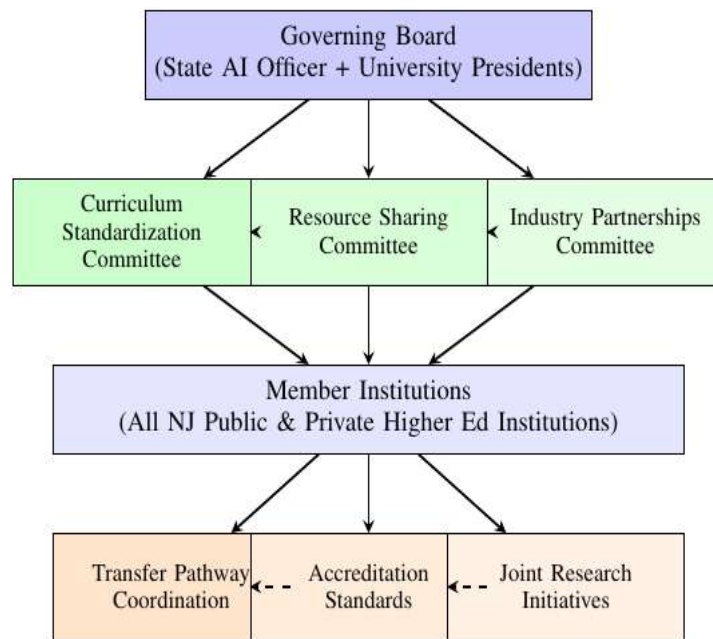 Governing Board
(State AI Officer + University Presidents)
Curriculum
Standardization
Committee
Resource Sharing
Committee
Industry Partnerships
Committee
Member Institutions
(All NJ Public & Private Higher Ed Institutions)
Transfer Pathway
Coordination
Accreditation
Standards
Joint Research
Initiatives